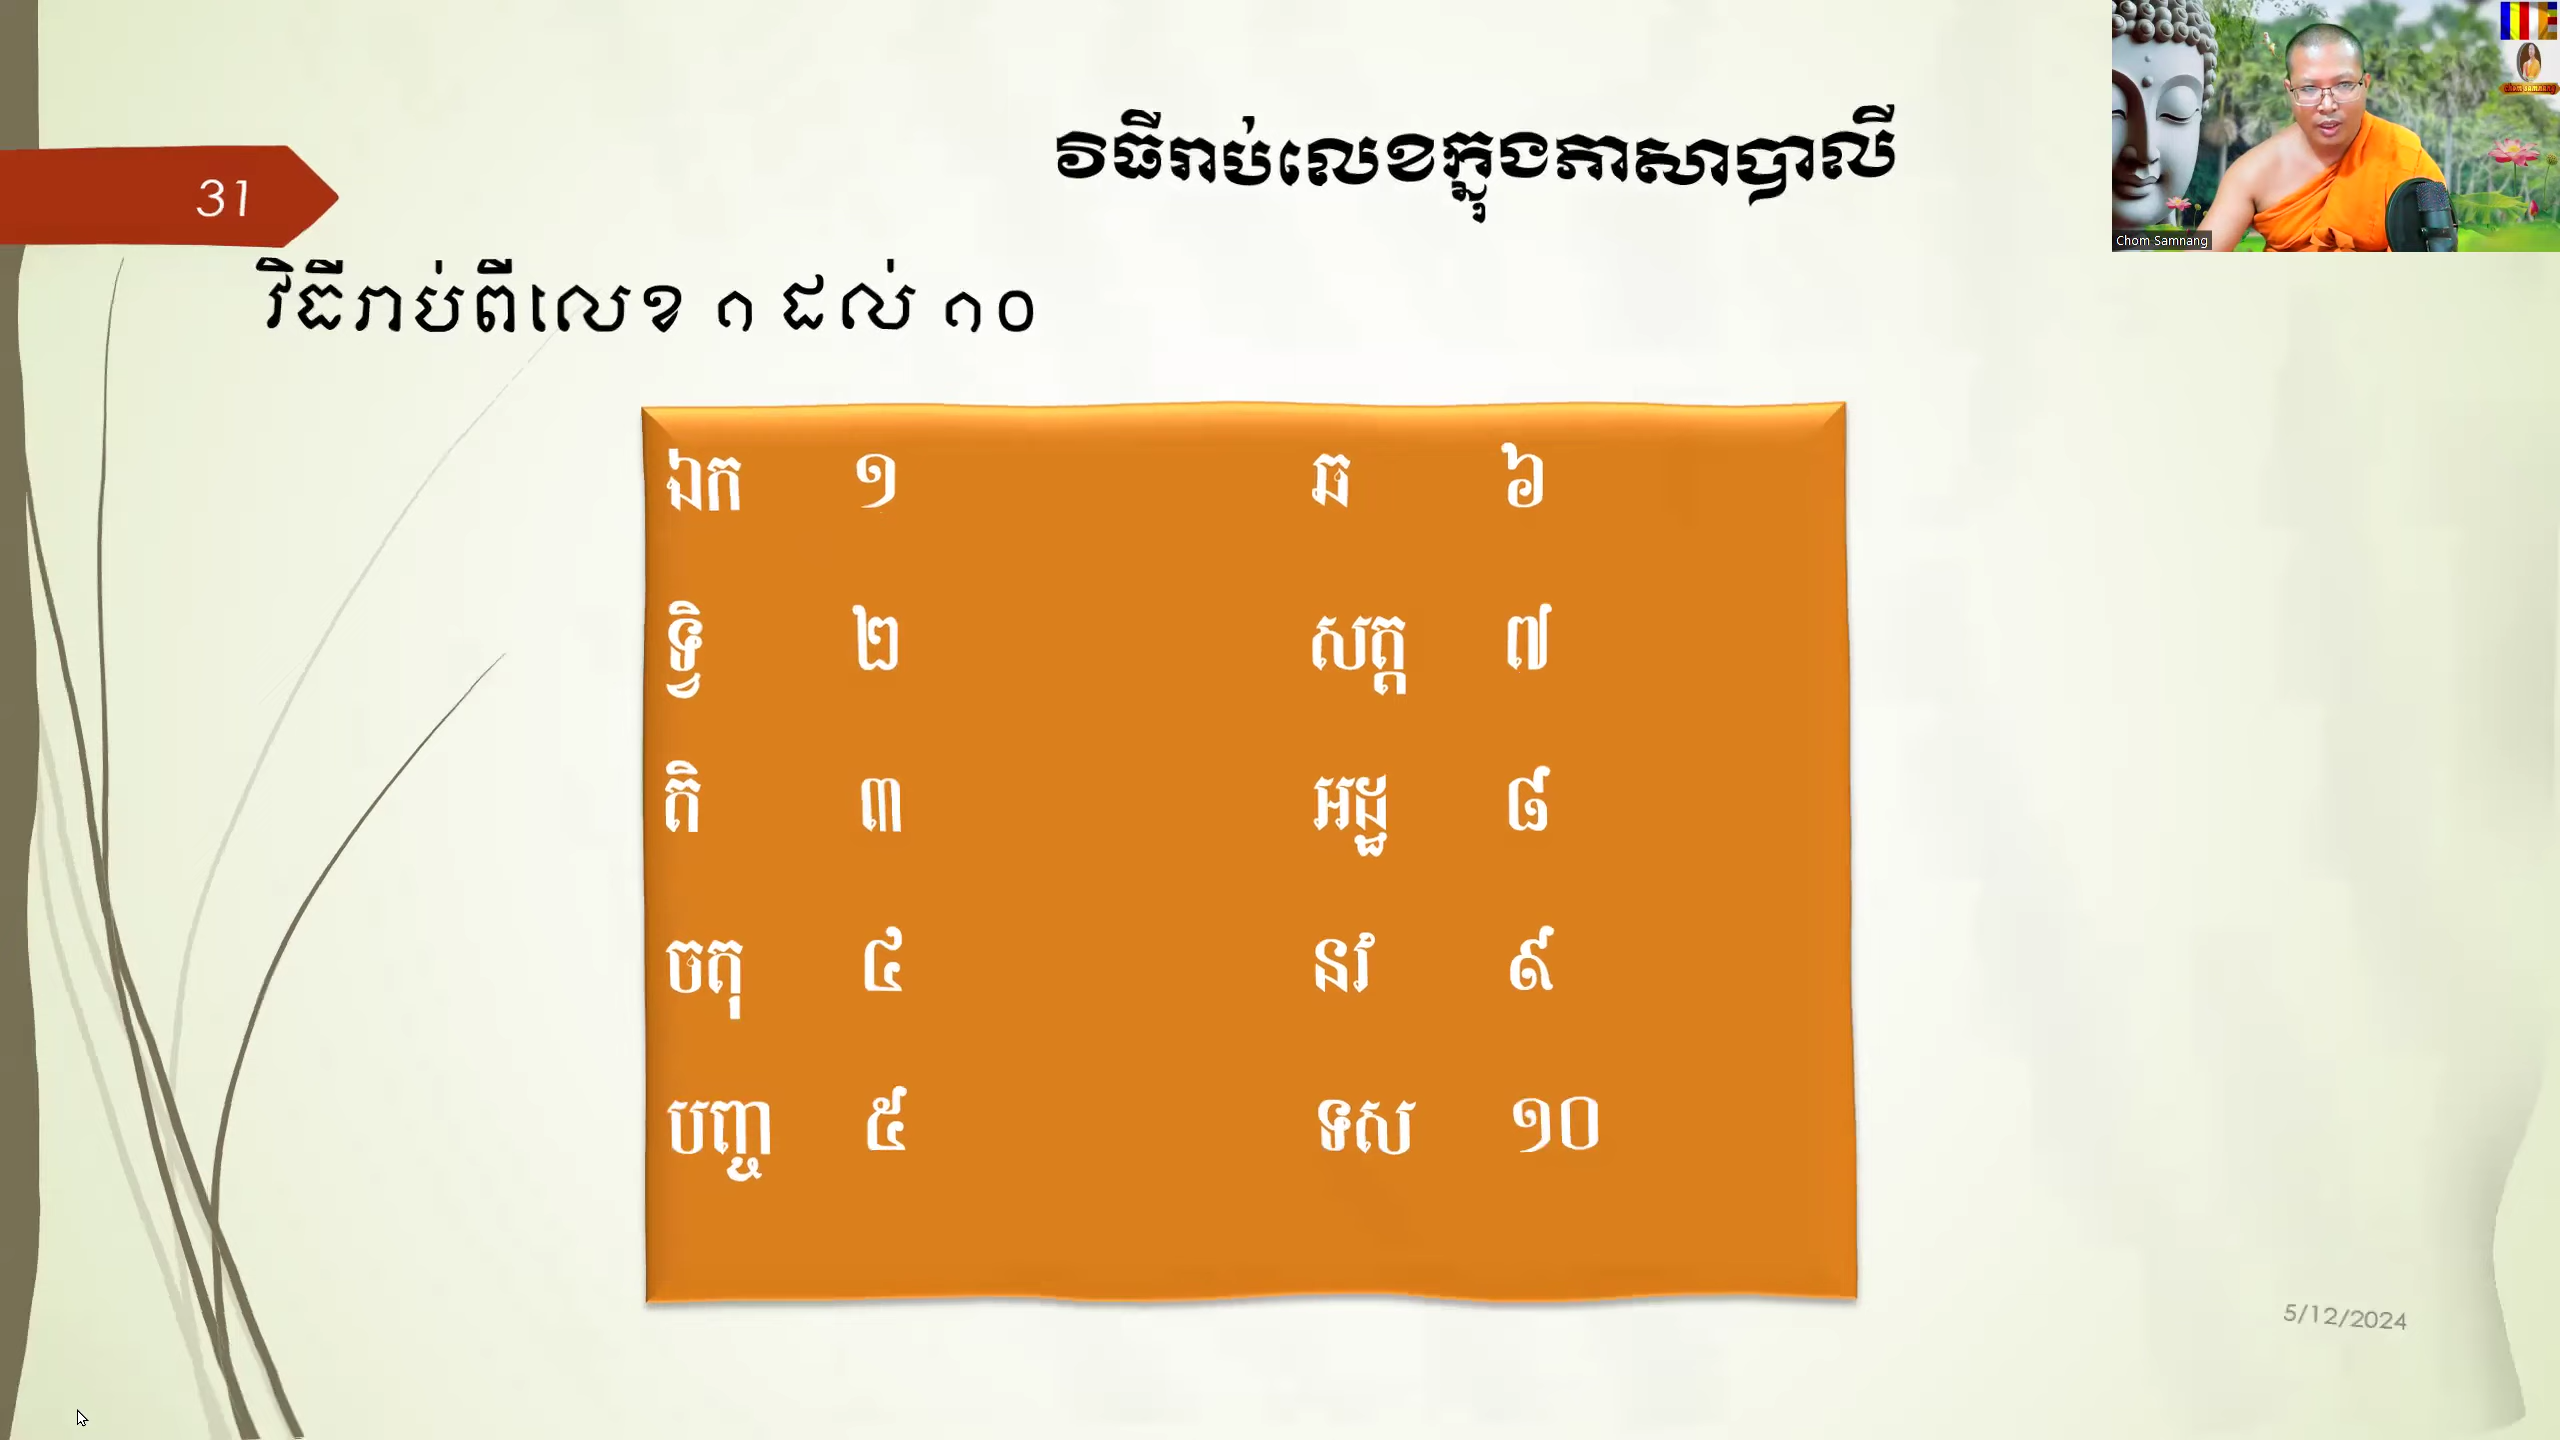 វិធីរាប់លេខក្នុងភាសាបាលី
31
វិធីរាប់ពីលេខ ១ ដល់ ១០
ឯក ១ ឆ ៦
ទ្វិ ២ សត្ត ៧
តិ ៣ អដ្ឋ ៨
ចតុ ៤ នវ ៩
បញ្ច ៥ ទស ១០
5/12/2024
Chom Samnang